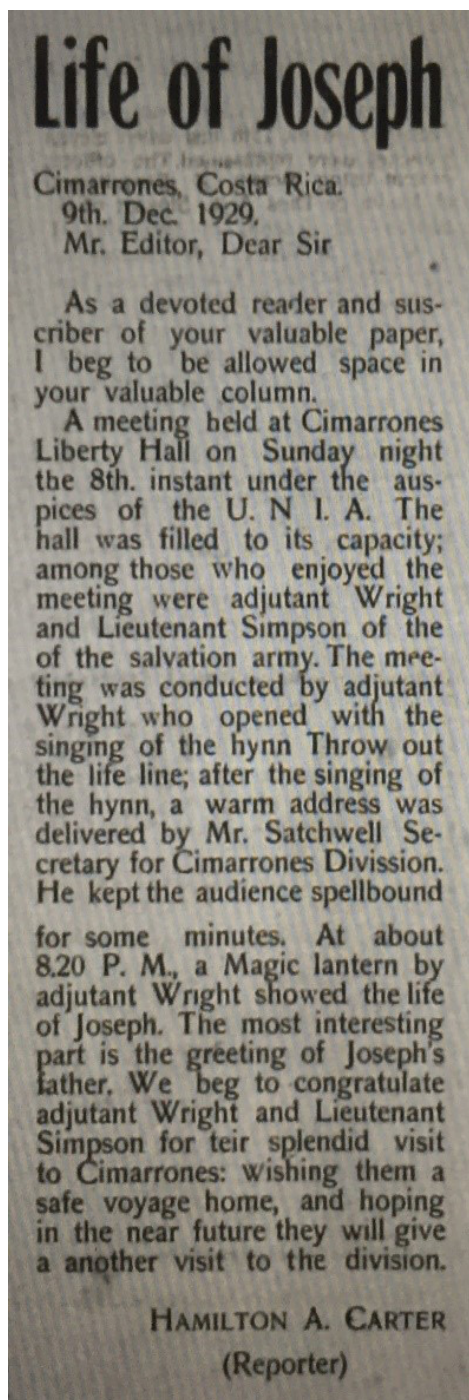 Life of Joseph
Cimarrones, Costa Rica.
9th. Dec. 1929.
Mr. Editor, Dear Sir
As a devoted reader and sus-
criber of your valuable paper,
I beg to be allowed space in
your valuable column.
A meeting held at Cimarrones
Liberty Hall on Sunday night
the 8th. instant under the aus-
pices of the U. N I. A. The
hall was filled to its capacity;
among those who enjoyed the
meeting were adjutant Wright
and Lieutenant Simpson of the
of the salvation army. The mee-
ting was conducted by adjutant
Wright who opened with the
singing of the hynn Throw out
the life line; after the singing of
the hynn, a warm address was
delivered by Mr. Satchwell Se-
cretary for Cimarrones Divission.
He kept the audience spellbound
for some minutes. At about
8.20 P. M., a Magic lantern by
adjutant Wright showed the life
of Joseph. The most interesting
part is the greeting of Joseph's
father. We beg to congratulate
adjutant Wright and Lieutenant
Simpson for teir splendid visit
to Cimarrones: wishing them a
safe voyage home, and hoping
in the near future they will give
a another visit to the division.
HAMILTON A. CARTER
(Reporter)